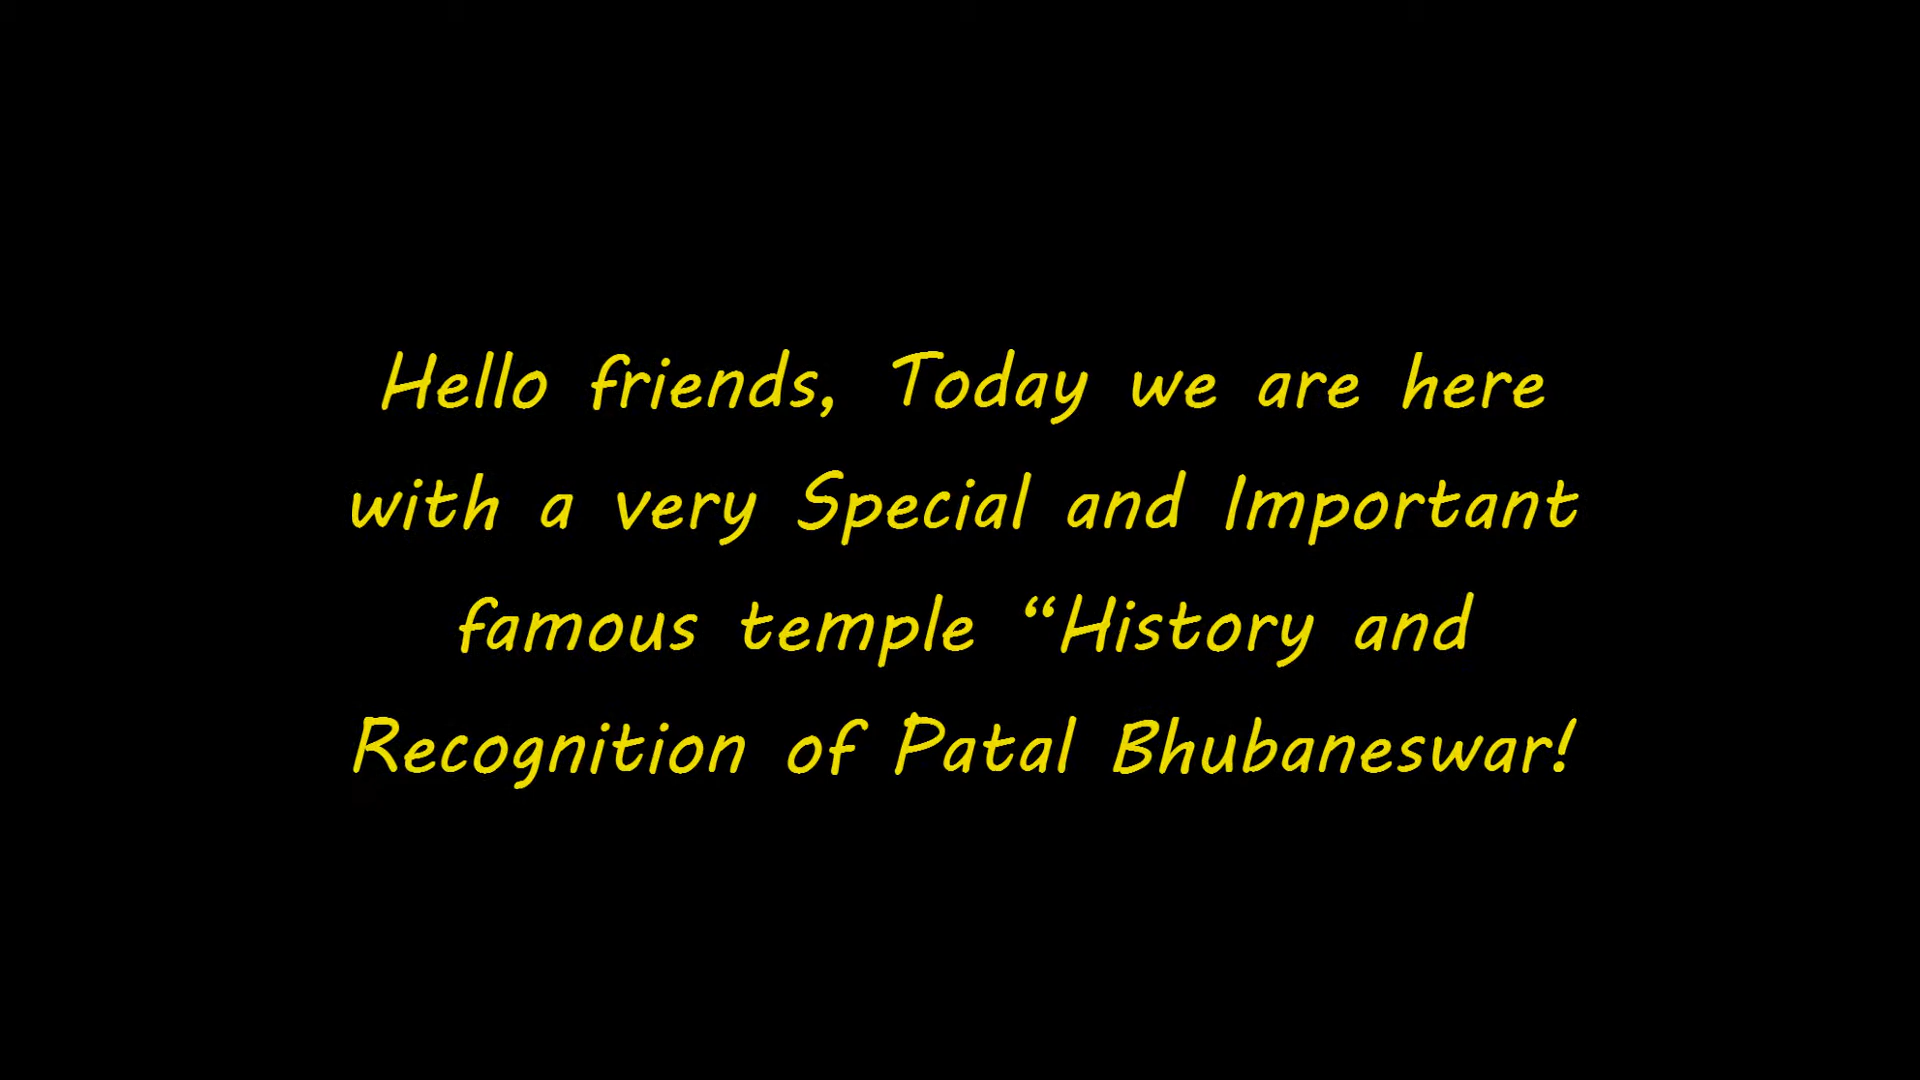 Hello friends, Today we are here
with a very Special and Important
famous temple “History and
Recognition of Patal Bhubaneswar!